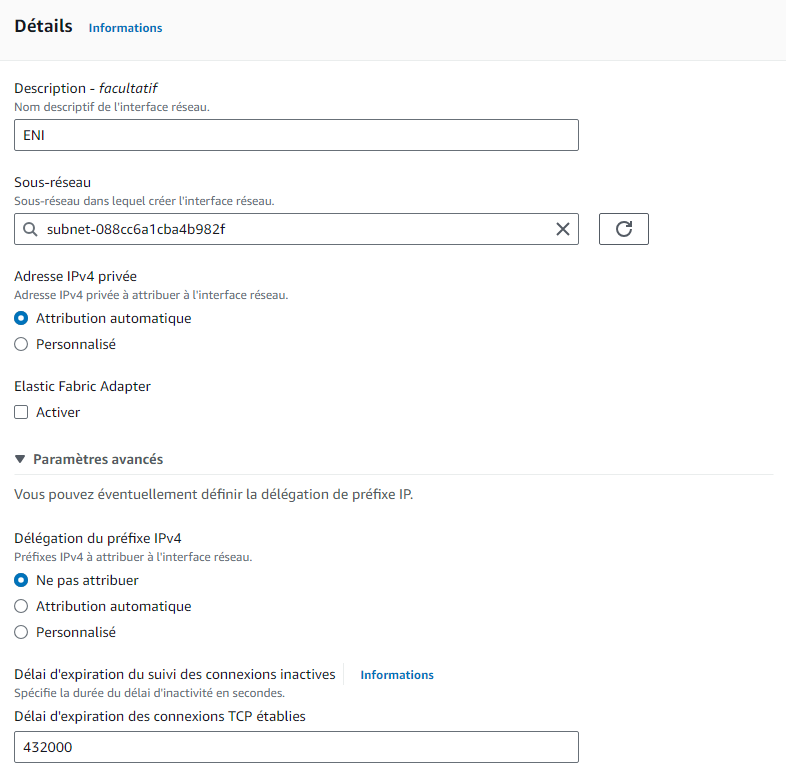 Détails Informations
Description - facultatif
Nom descriptif de l'interface réseau.
ENI
Sous-réseau
Sous-réseau dans lequel créer l'interface réseau.
subnet-088cc6a1cba4b982f
Adresse IPv4 privée
Adresse IPv4 privée à attribuer à l'interface réseau.
Attribution automatique
Personnalisé
Elastic Fabric Adapter
Activer
Paramètres avancés
Vous pouvez éventuellement définir la délégation de préfixe IP.
Délégation du préfixe IPv4
Préfixes IPv4 à attribuer à l'interface réseau.
Ne pas attribuer
Attribution automatique
Personnalisé
Délai d'expiration du suivi des connexions inactives Informations
Spécifie la durée du délai d'inactivité en secondes.
Délai d'expiration des connexions TCP établies
432000